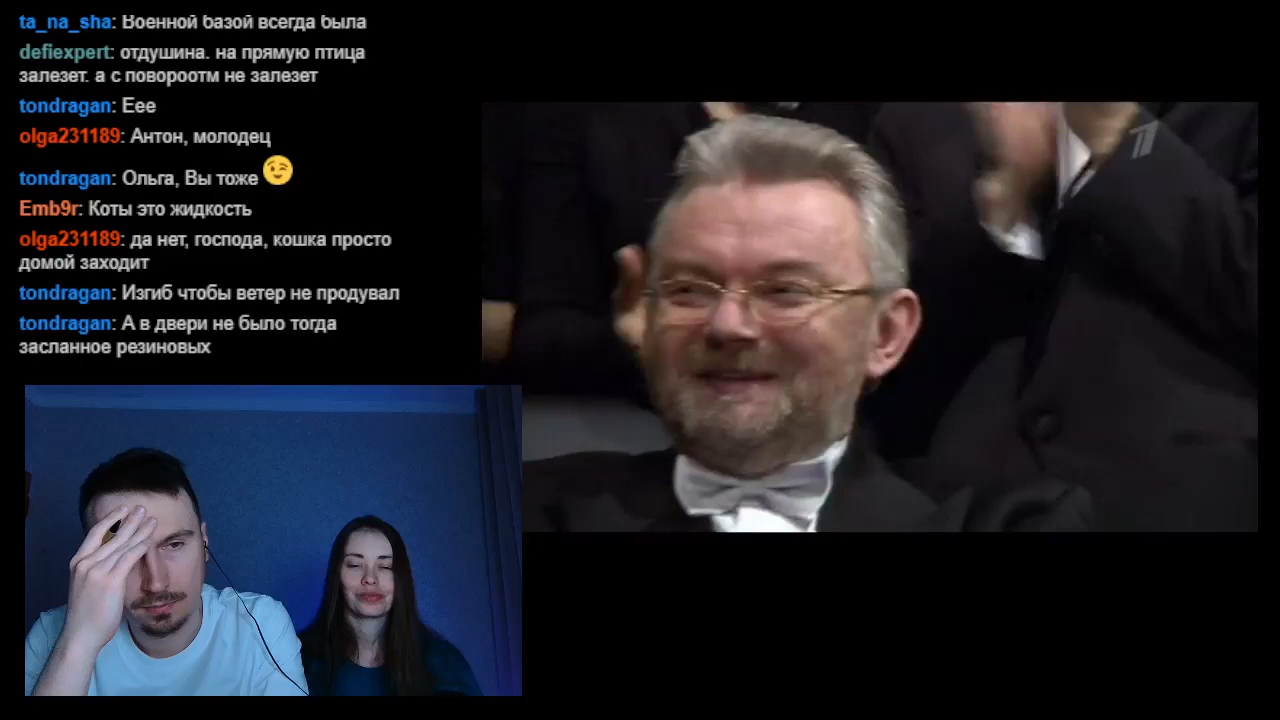 ta_na_sha: Военной базой всегда была
defiexpert: отдушина. на прямую птица
залезет. а с повороотм не залезет
tondragan: Еее
olga231189: Антон, молодец
tondragan: Ольга, Вы тоже
Emb9r: Коты это жидкость
olga231189: да нет, господа, кошка просто
домой заходит
tondragan: Изгиб чтобы ветер не продувал
tondragan: А в двери не было тогда
засланное резиновых
1